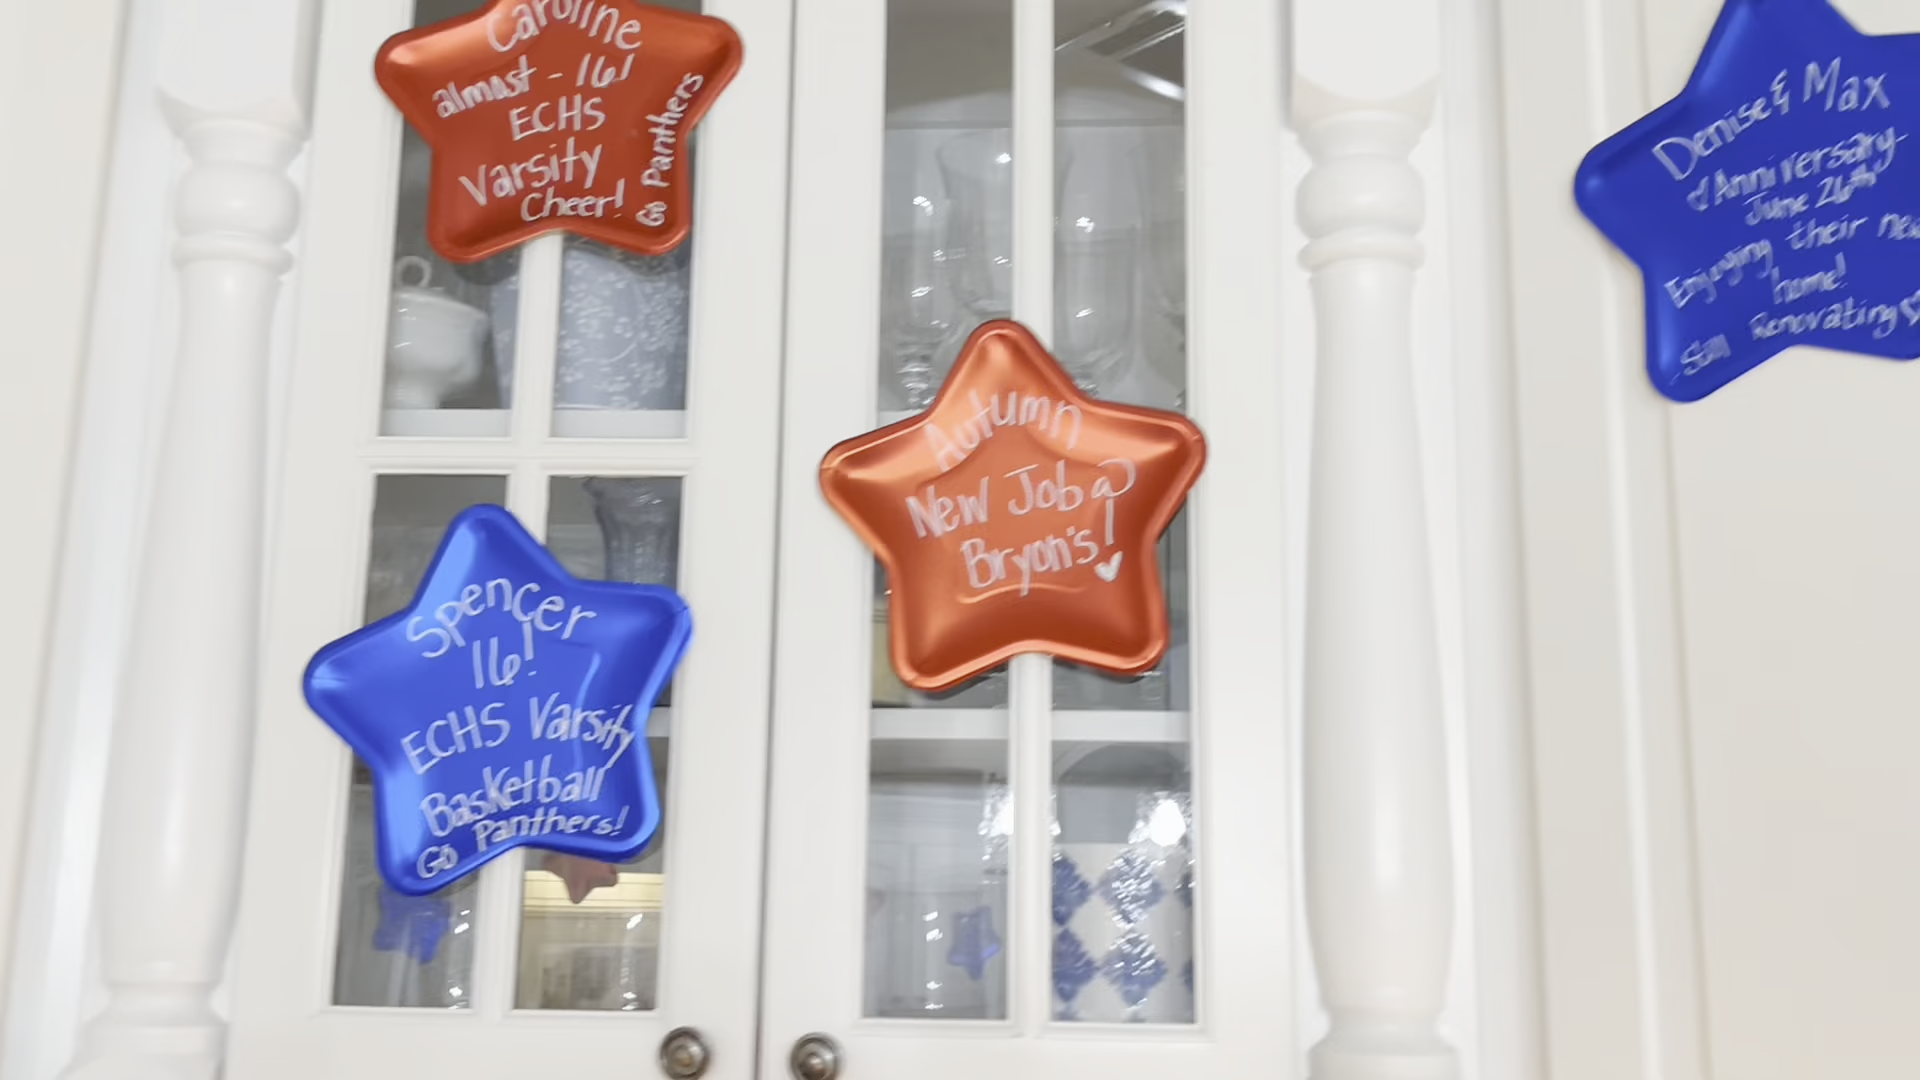 Caroline
almost - 16!
ECHS
Varsity
Cheer!
Go Panthers
Spencer
16!
ECHS Varsity
Basketball
Go Panthers!
Autumn
New Job @
Bryon's!
Denise & Max
Anniversary
June 26th
Enjoying their new
home!
Still Renovating